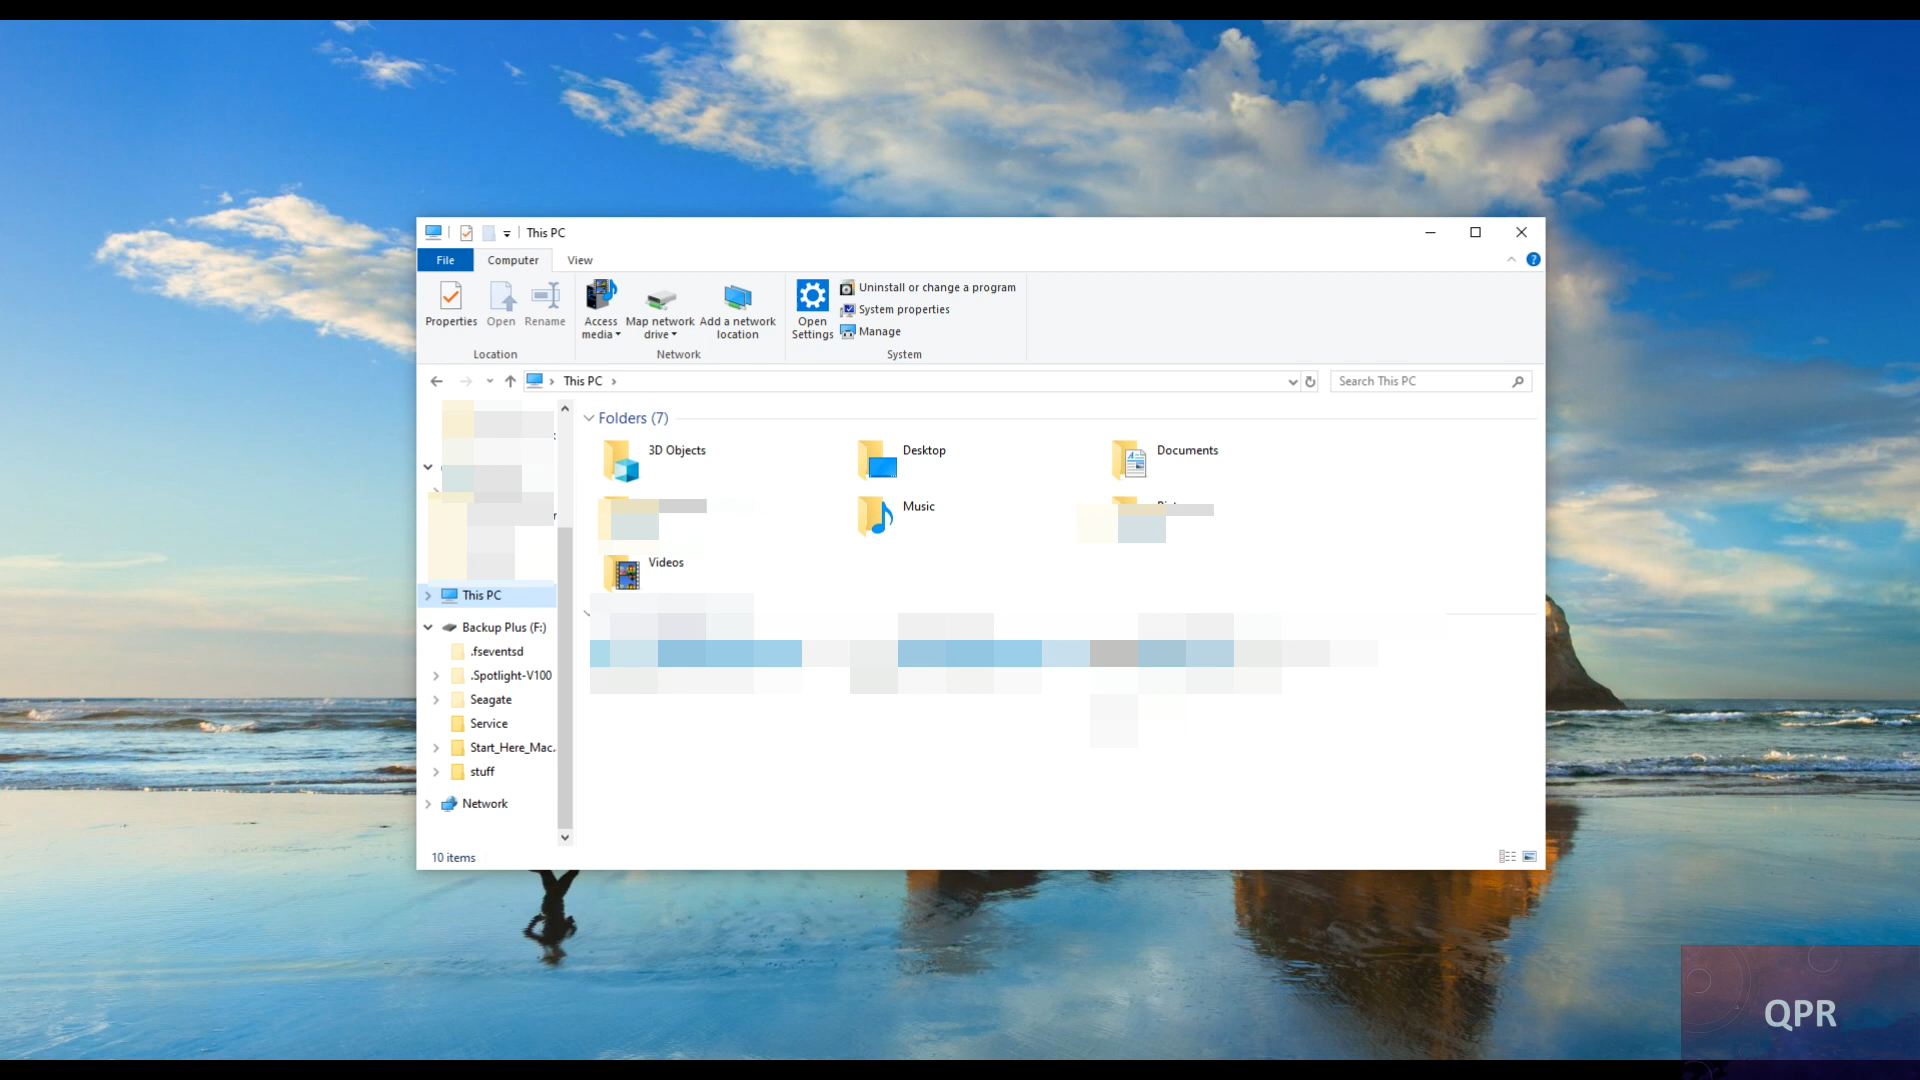 This PC
File Computer View
Properties Open Rename
Access media
Map network drive
Add a network location
Open Settings
Uninstall or change a program
System properties
Manage
Location Network System
This PC
Search This PC
Folders (7)
3D Objects Desktop Documents
Music
Videos
This PC
Backup Plus (F:)
.fseventsd
.Spotlight-V100
Seagate
Service
Start_Here_Mac.
stuff
Network
10 items
QPR